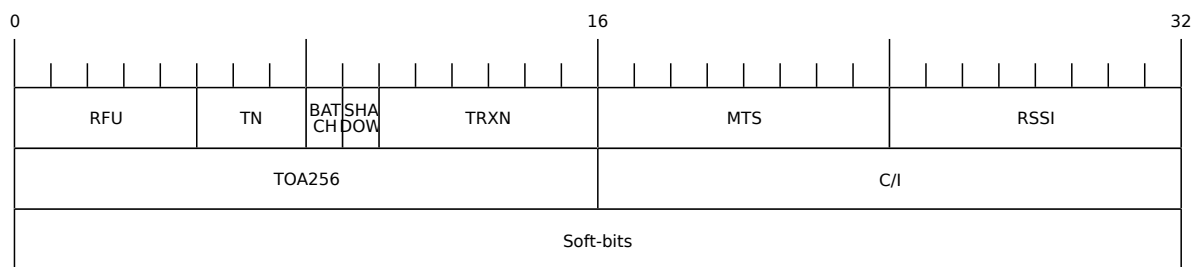 0 16 32
RFU TN BAT CH SHA DOW TRXN MTS RSSI
TOA256 C/I
Soft-bits